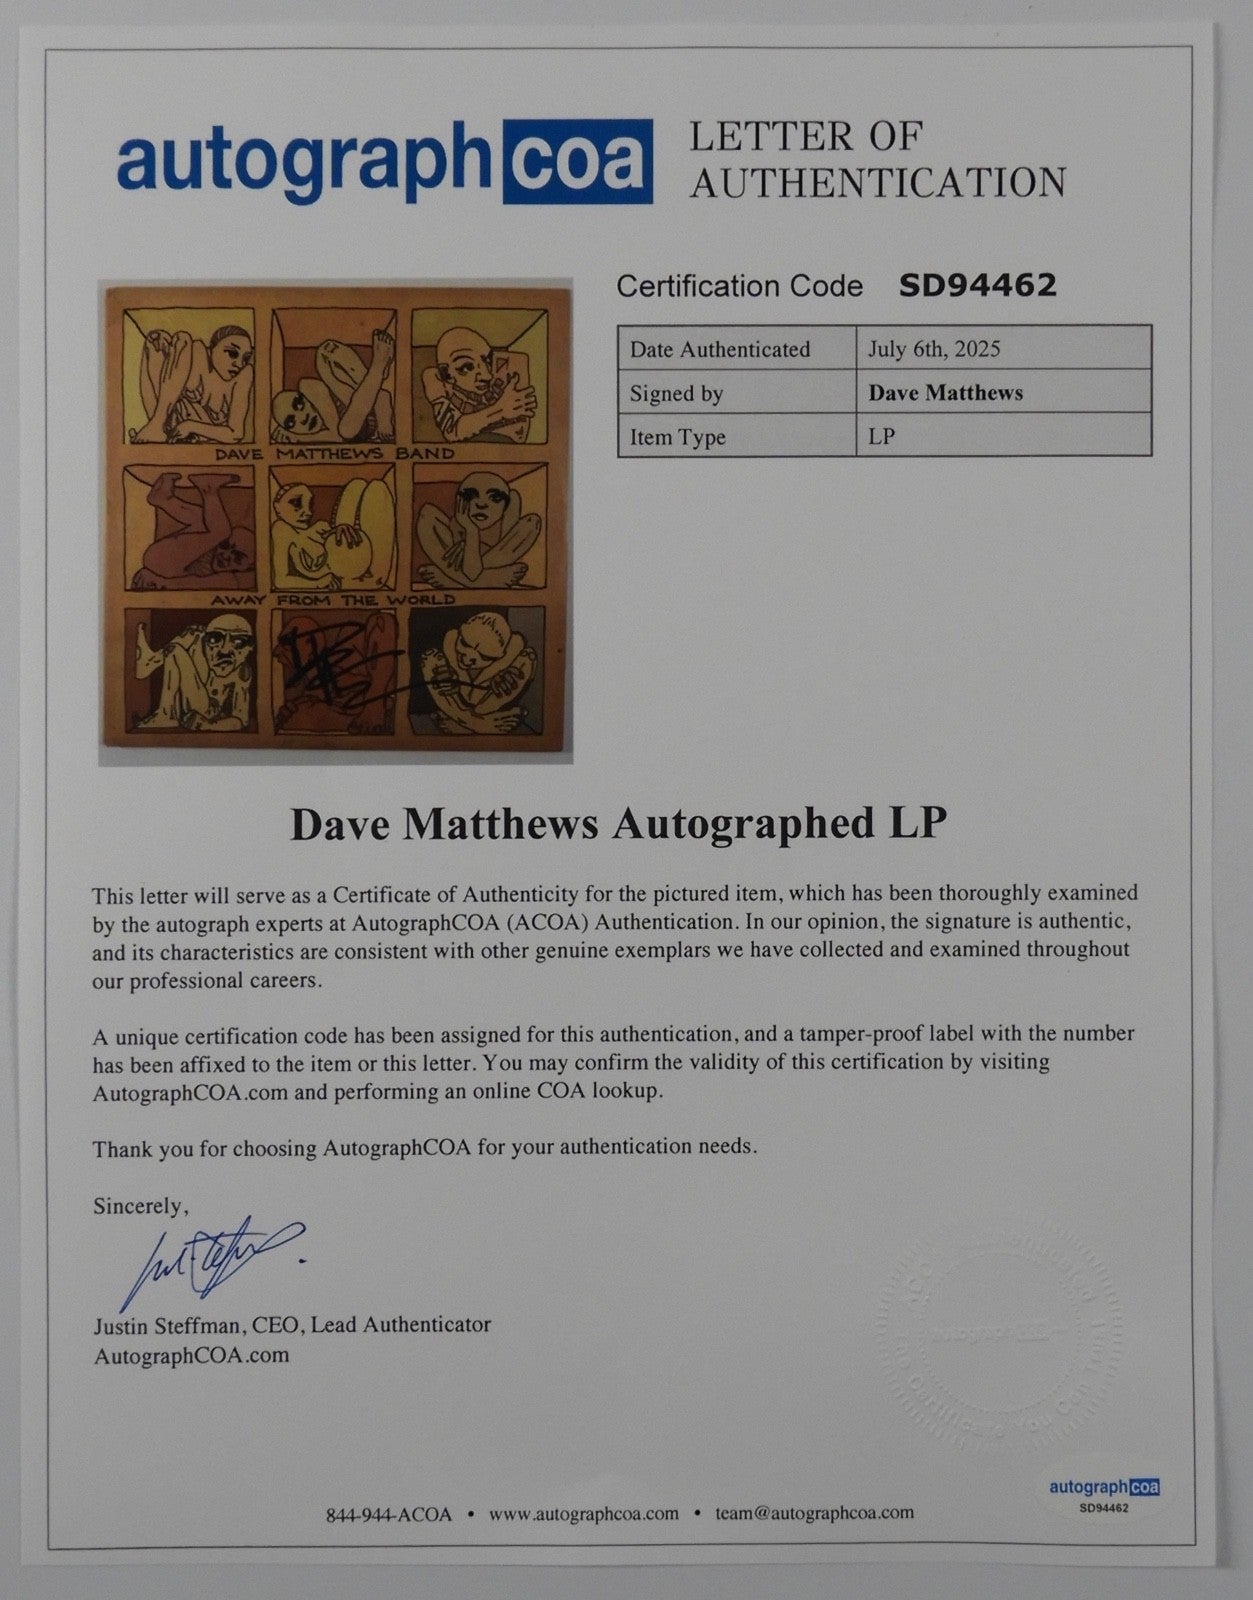 autographcoa
LETTER OF
AUTHENTICATION
Certification Code SD94462
Date Authenticated July 6th, 2025
Signed by Dave Matthews
Item Type LP
DAVE MATTHEWS BAND
AWAY FROM THE WORLD
Dave Matthews Autographed LP
This letter will serve as a Certificate of Authenticity for the pictured item, which has been thoroughly examined
by the autograph experts at AutographCOA (ACOA) Authentication. In our opinion, the signature is authentic,
and its characteristics are consistent with other genuine exemplars we have collected and examined throughout
our professional careers.
A unique certification code has been assigned for this authentication, and a tamper-proof label with the number
has been affixed to the item or this letter. You may confirm the validity of this certification by visiting
AutographCOA.com and performing an online COA lookup.
Thank you for choosing AutographCOA for your authentication needs.
Sincerely,
Justin Steffman, CEO, Lead Authenticator
AutographCOA.com
autographcoa
SD94462
844-944-ACOA • www.autographcoa.com • team@autographcoa.com